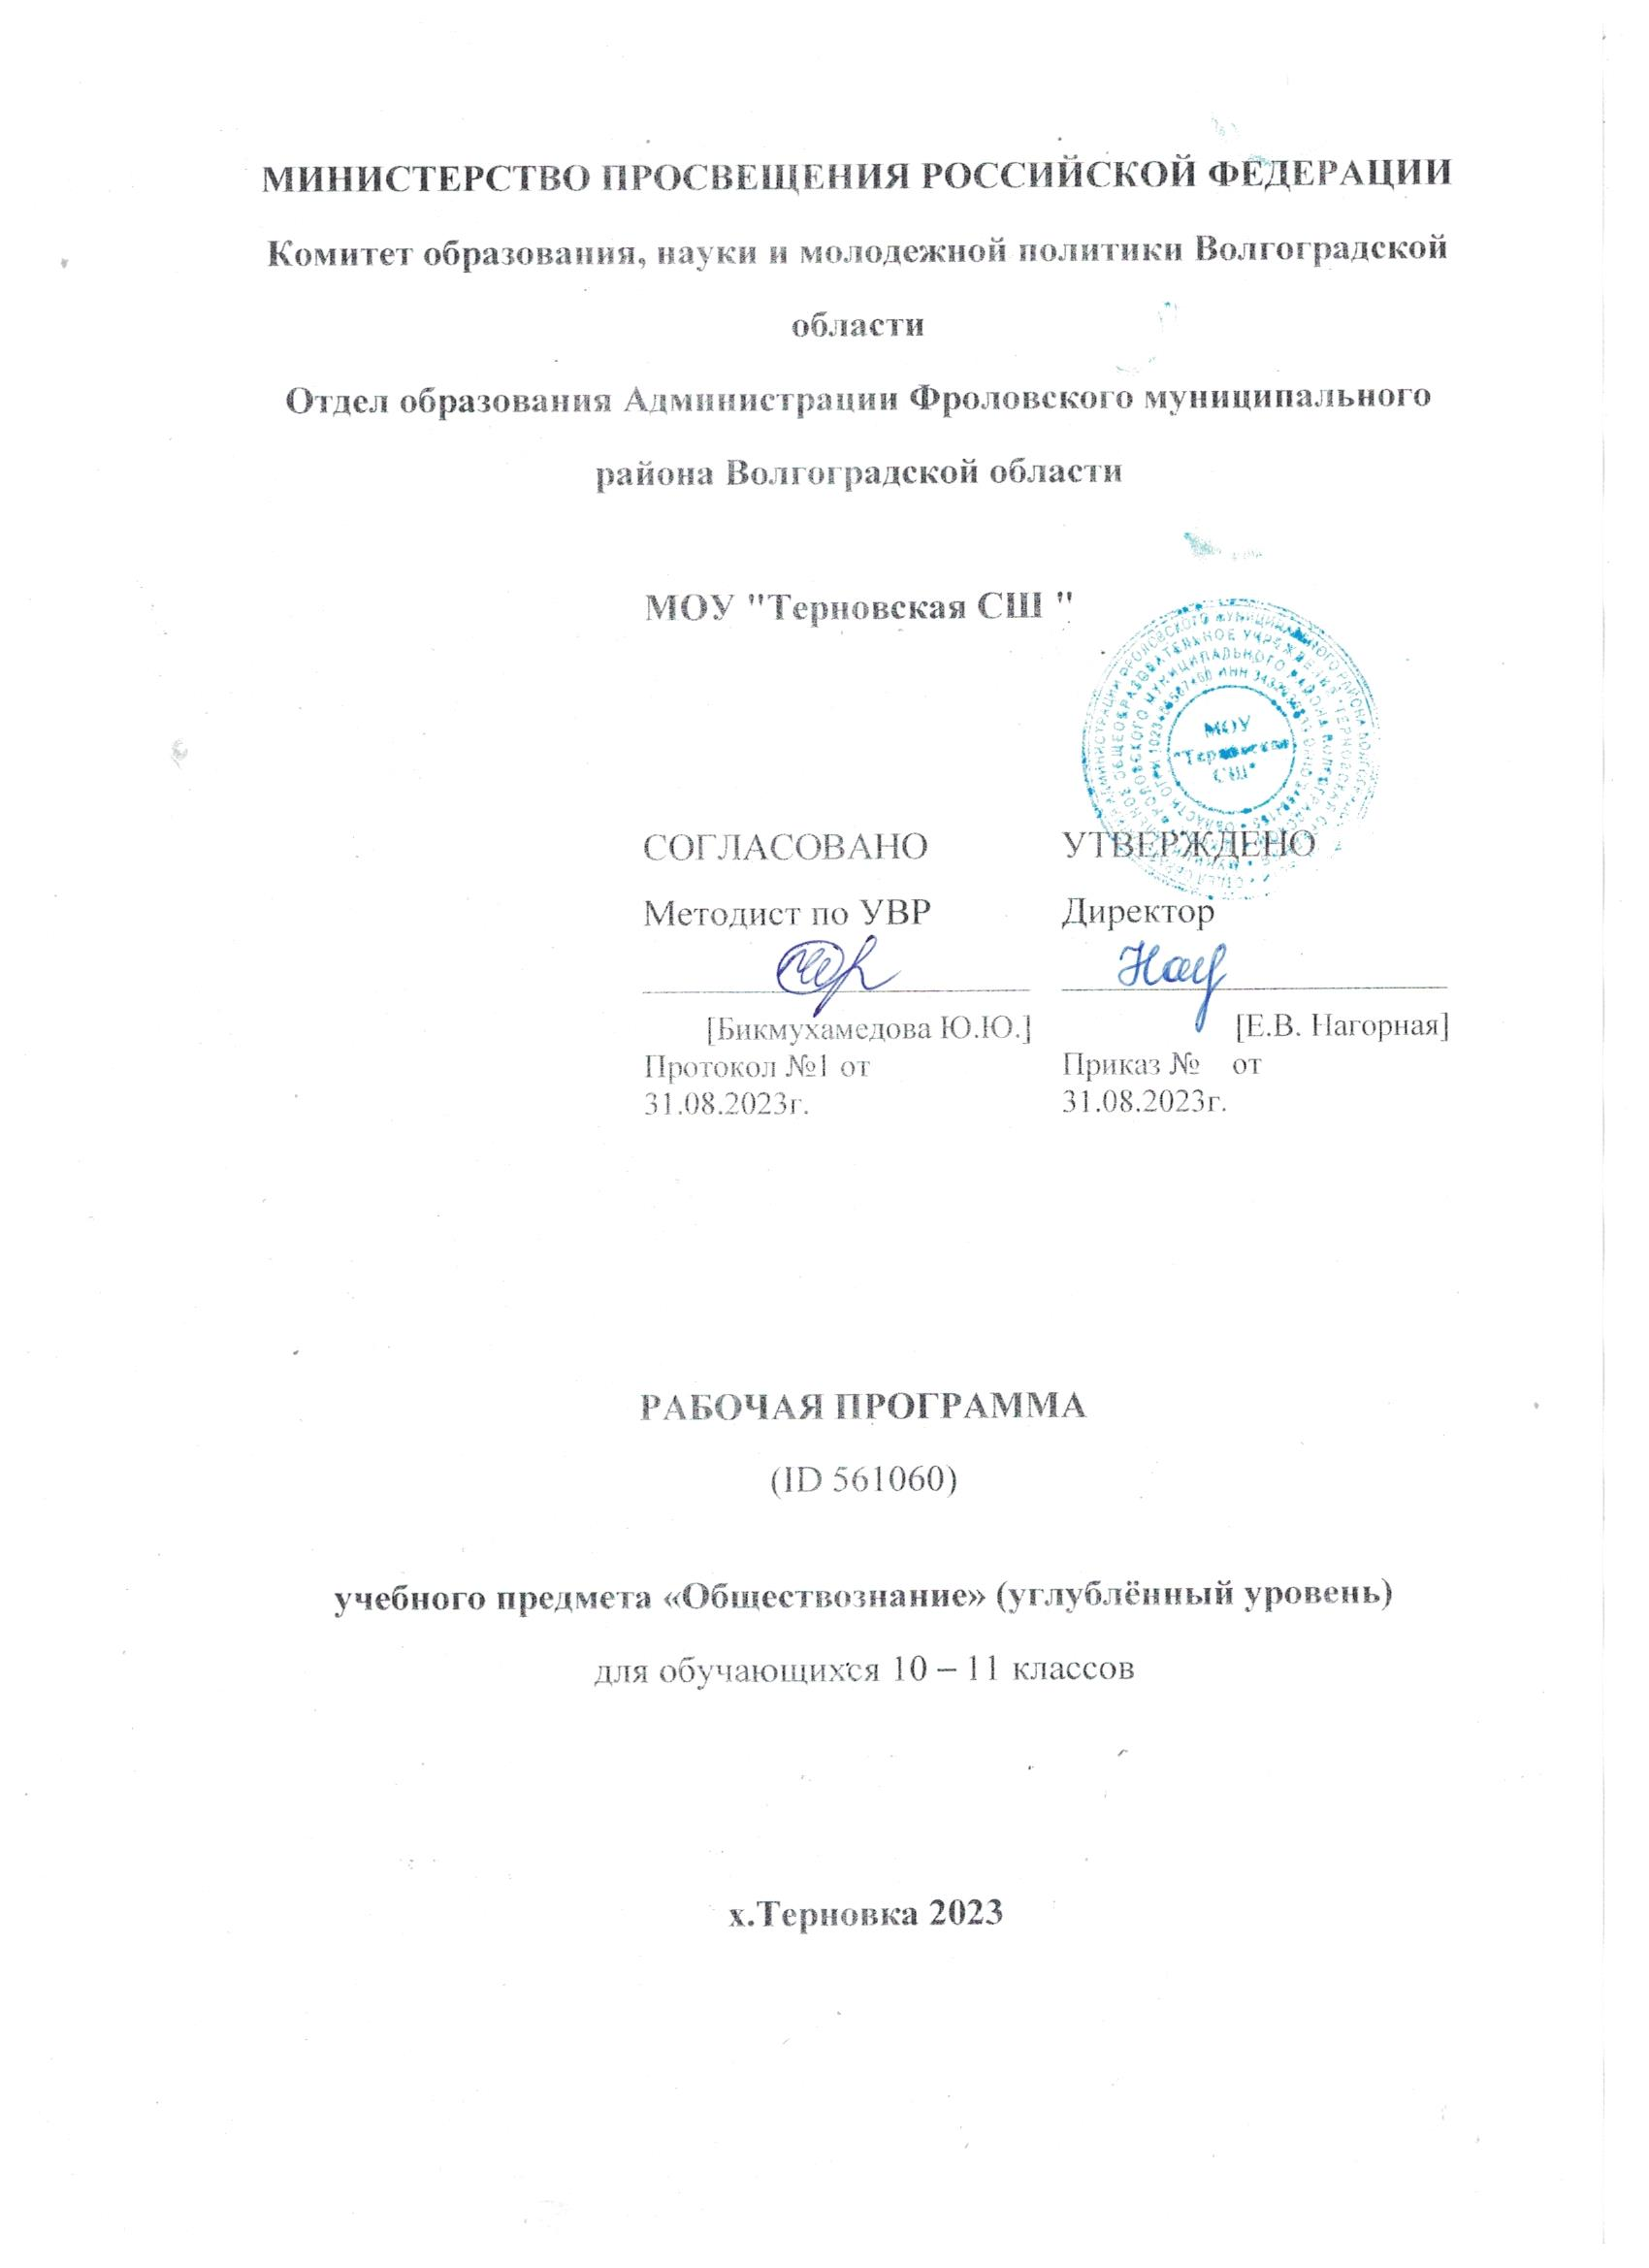 МИНИСТЕРСТВО ПРОСВЕЩЕНИЯ РОССИЙСКОЙ ФЕДЕРАЦИИ
Комитет образования, науки и молодежной политики Волгоградской
области
Отдел образования Администрации Фроловского муниципального
района Волгоградской области
МОУ "Терновская СШ "
МОУ
"Терновская
СШ"
СОГЛАСОВАНО
Методист по УВР
[Бикмухамедова Ю.Ю.]
Протокол №1 от
31.08.2023г.
УТВЕРЖДЕНО
Директор
[Е.В. Нагорная]
Приказ № от
31.08.2023г.
РАБОЧАЯ ПРОГРАММА
(ID 561060)
учебного предмета «Обществознание» (углублённый уровень)
для обучающихся 10 – 11 классов
х.Терновка 2023